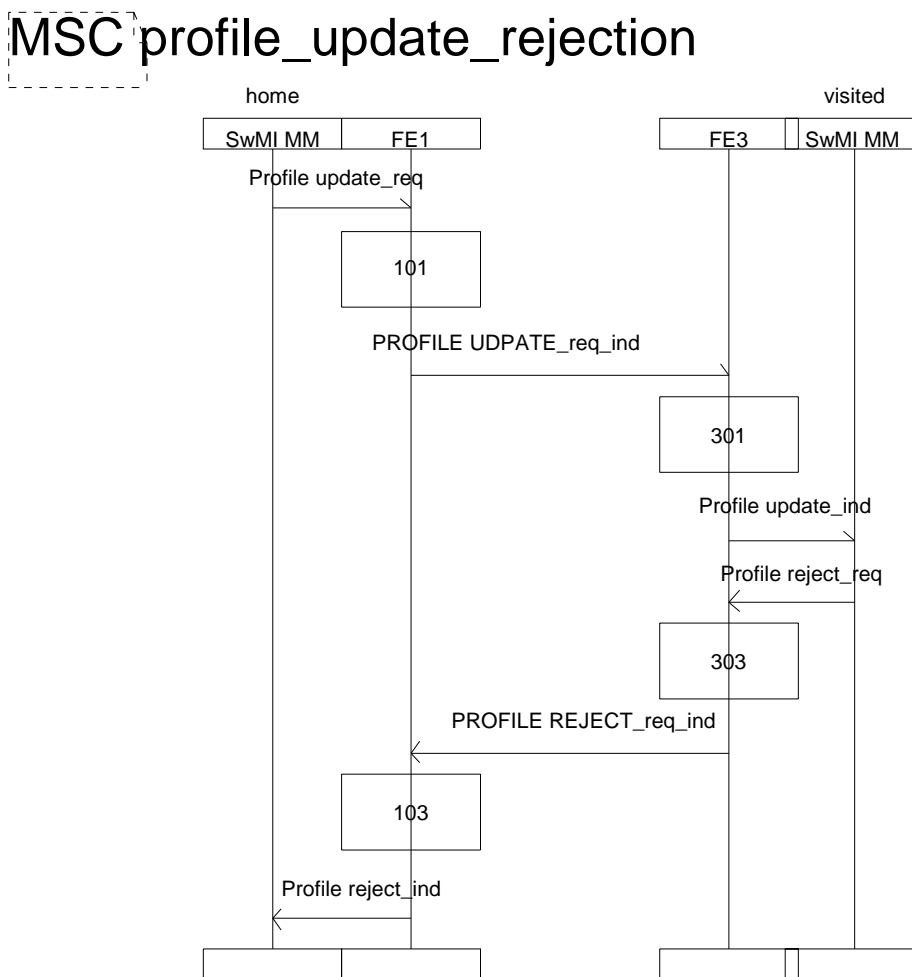 MSC profile_update_rejection
home
visited
SwMI MM
FE1
FE3
SwMI MM
Profile update_req
101
PROFILE UDPATE_req_ind
301
Profile update_ind
Profile reject_req
303
PROFILE REJECT_req_ind
103
Profile reject_ind